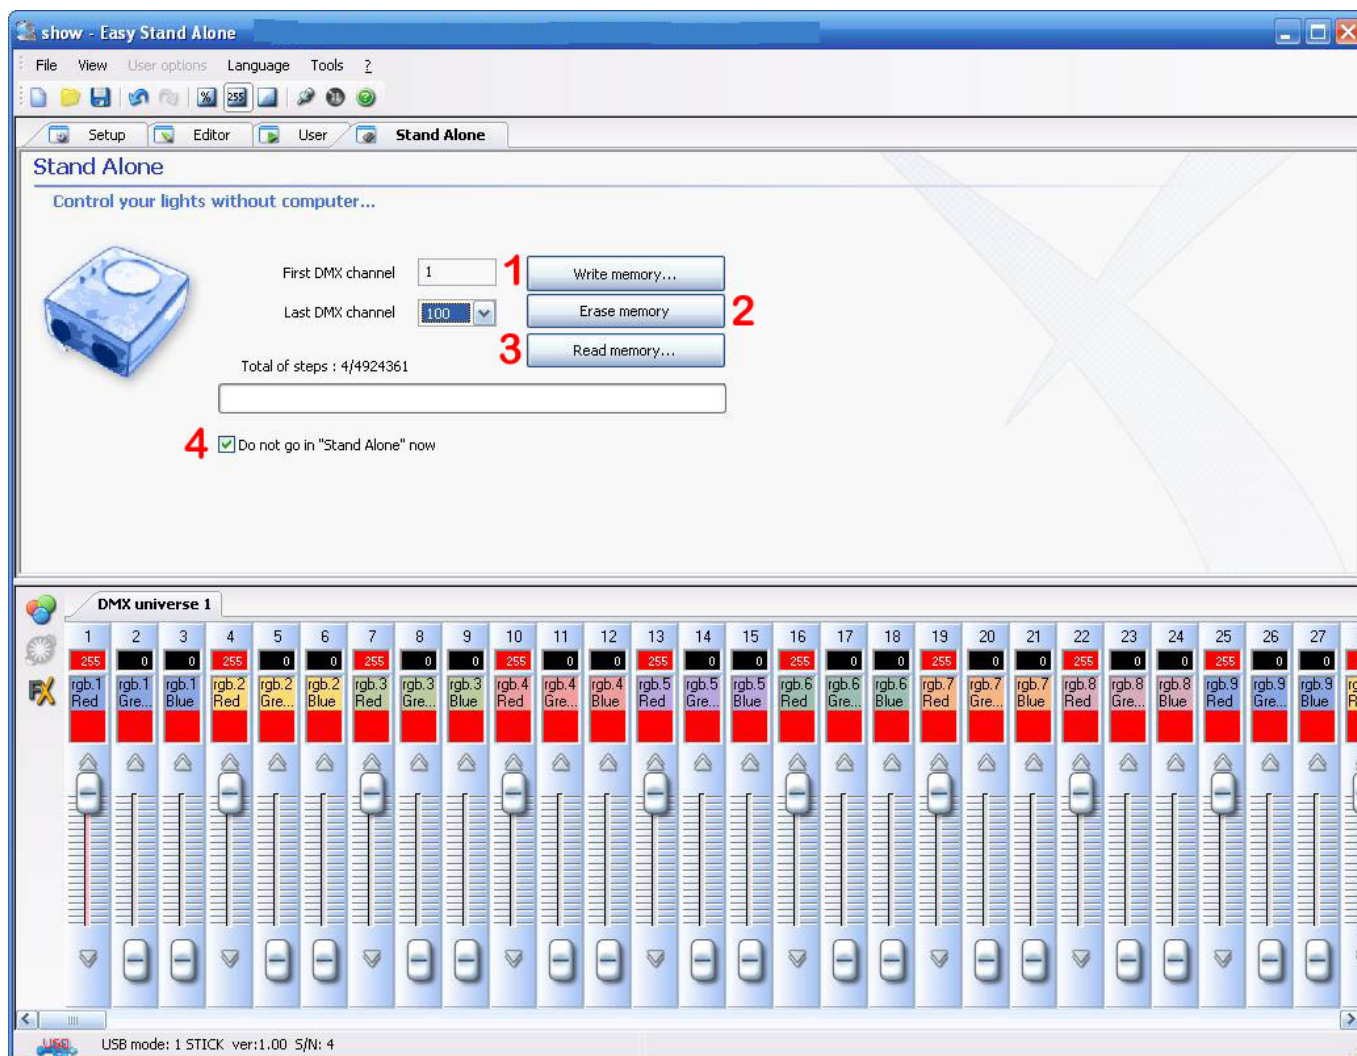 show - Easy Stand Alone
File View User options Language Tools ?
% 255
Setup Editor User Stand Alone
Stand Alone
Control your lights without computer...
First DMX channel 1 1 Write memory...
Last DMX channel 100 Erase memory 2
3 Read memory...
Total of steps : 4/4924361
4 Do not go in "Stand Alone" now
DMX universe 1
1 2 3 4 5 6 7 8 9 10 11 12 13 14 15 16 17 18 19 20 21 22 23 24 25 26 27
255 0 0 255 0 0 255 0 0 255 0 0 255 0 0 255 0 0 255 0 0 255 0 0 255 0 0
rgb.1 rgb.1 rgb.1 rgb.2 rgb.2 rgb.2 rgb.3 rgb.3 rgb.3 rgb.4 rgb.4 rgb.4 rgb.5 rgb.5 rgb.5 rgb.6 rgb.6 rgb.6 rgb.7 rgb.7 rgb.7 rgb.8 rgb.8 rgb.8 rgb.9 rgb.9 rgb.9
Red Gre... Blue Red Gre... Blue Red Gre... Blue Red Gre... Blue Red Gre... Blue Red Gre... Blue Red Gre... Blue Red Gre... Blue Red Gre... Blue
FX
USB USB mode: 1 STICK ver:1.00 S/N: 4